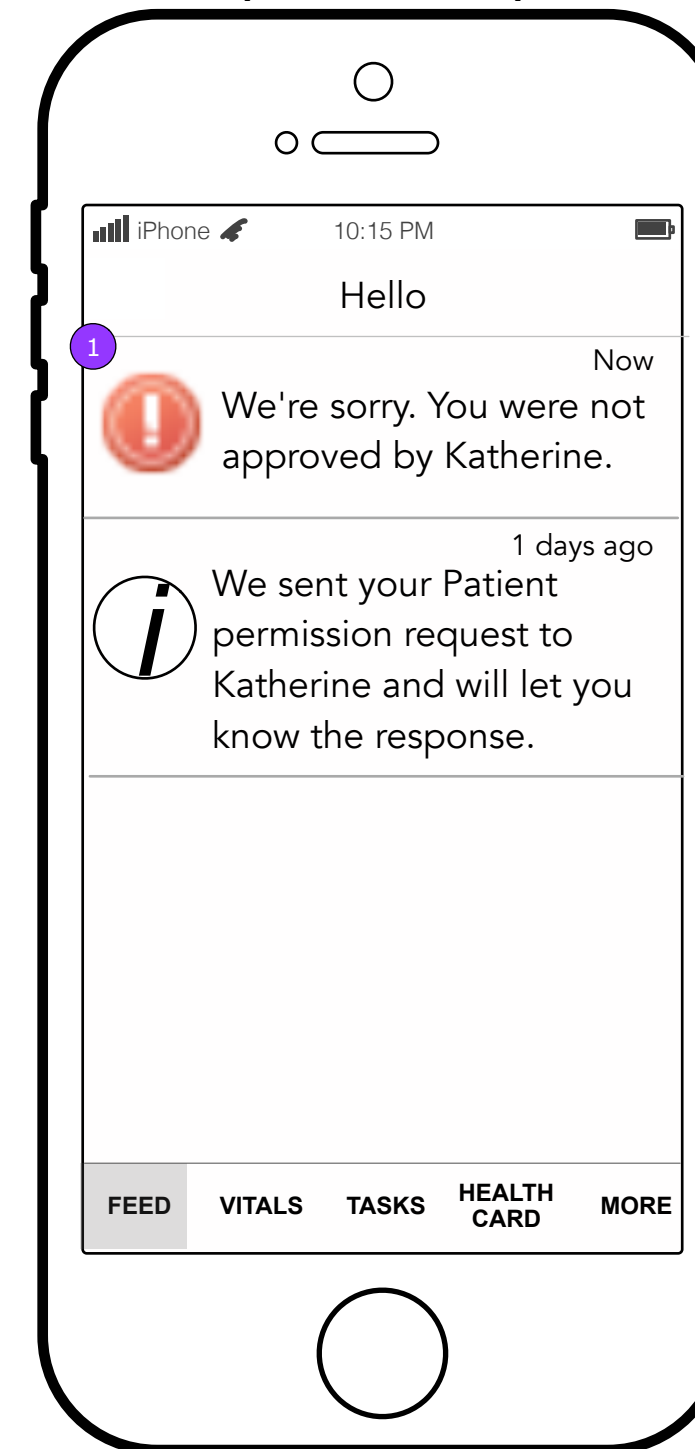 iPhone 10:15 PM
Hello
1
Now
We're sorry. You were not
approved by Katherine.
1 days ago
i
We sent your Patient
permission request to
Katherine and will let you
know the response.
FEED VITALS TASKS HEALTH CARD MORE